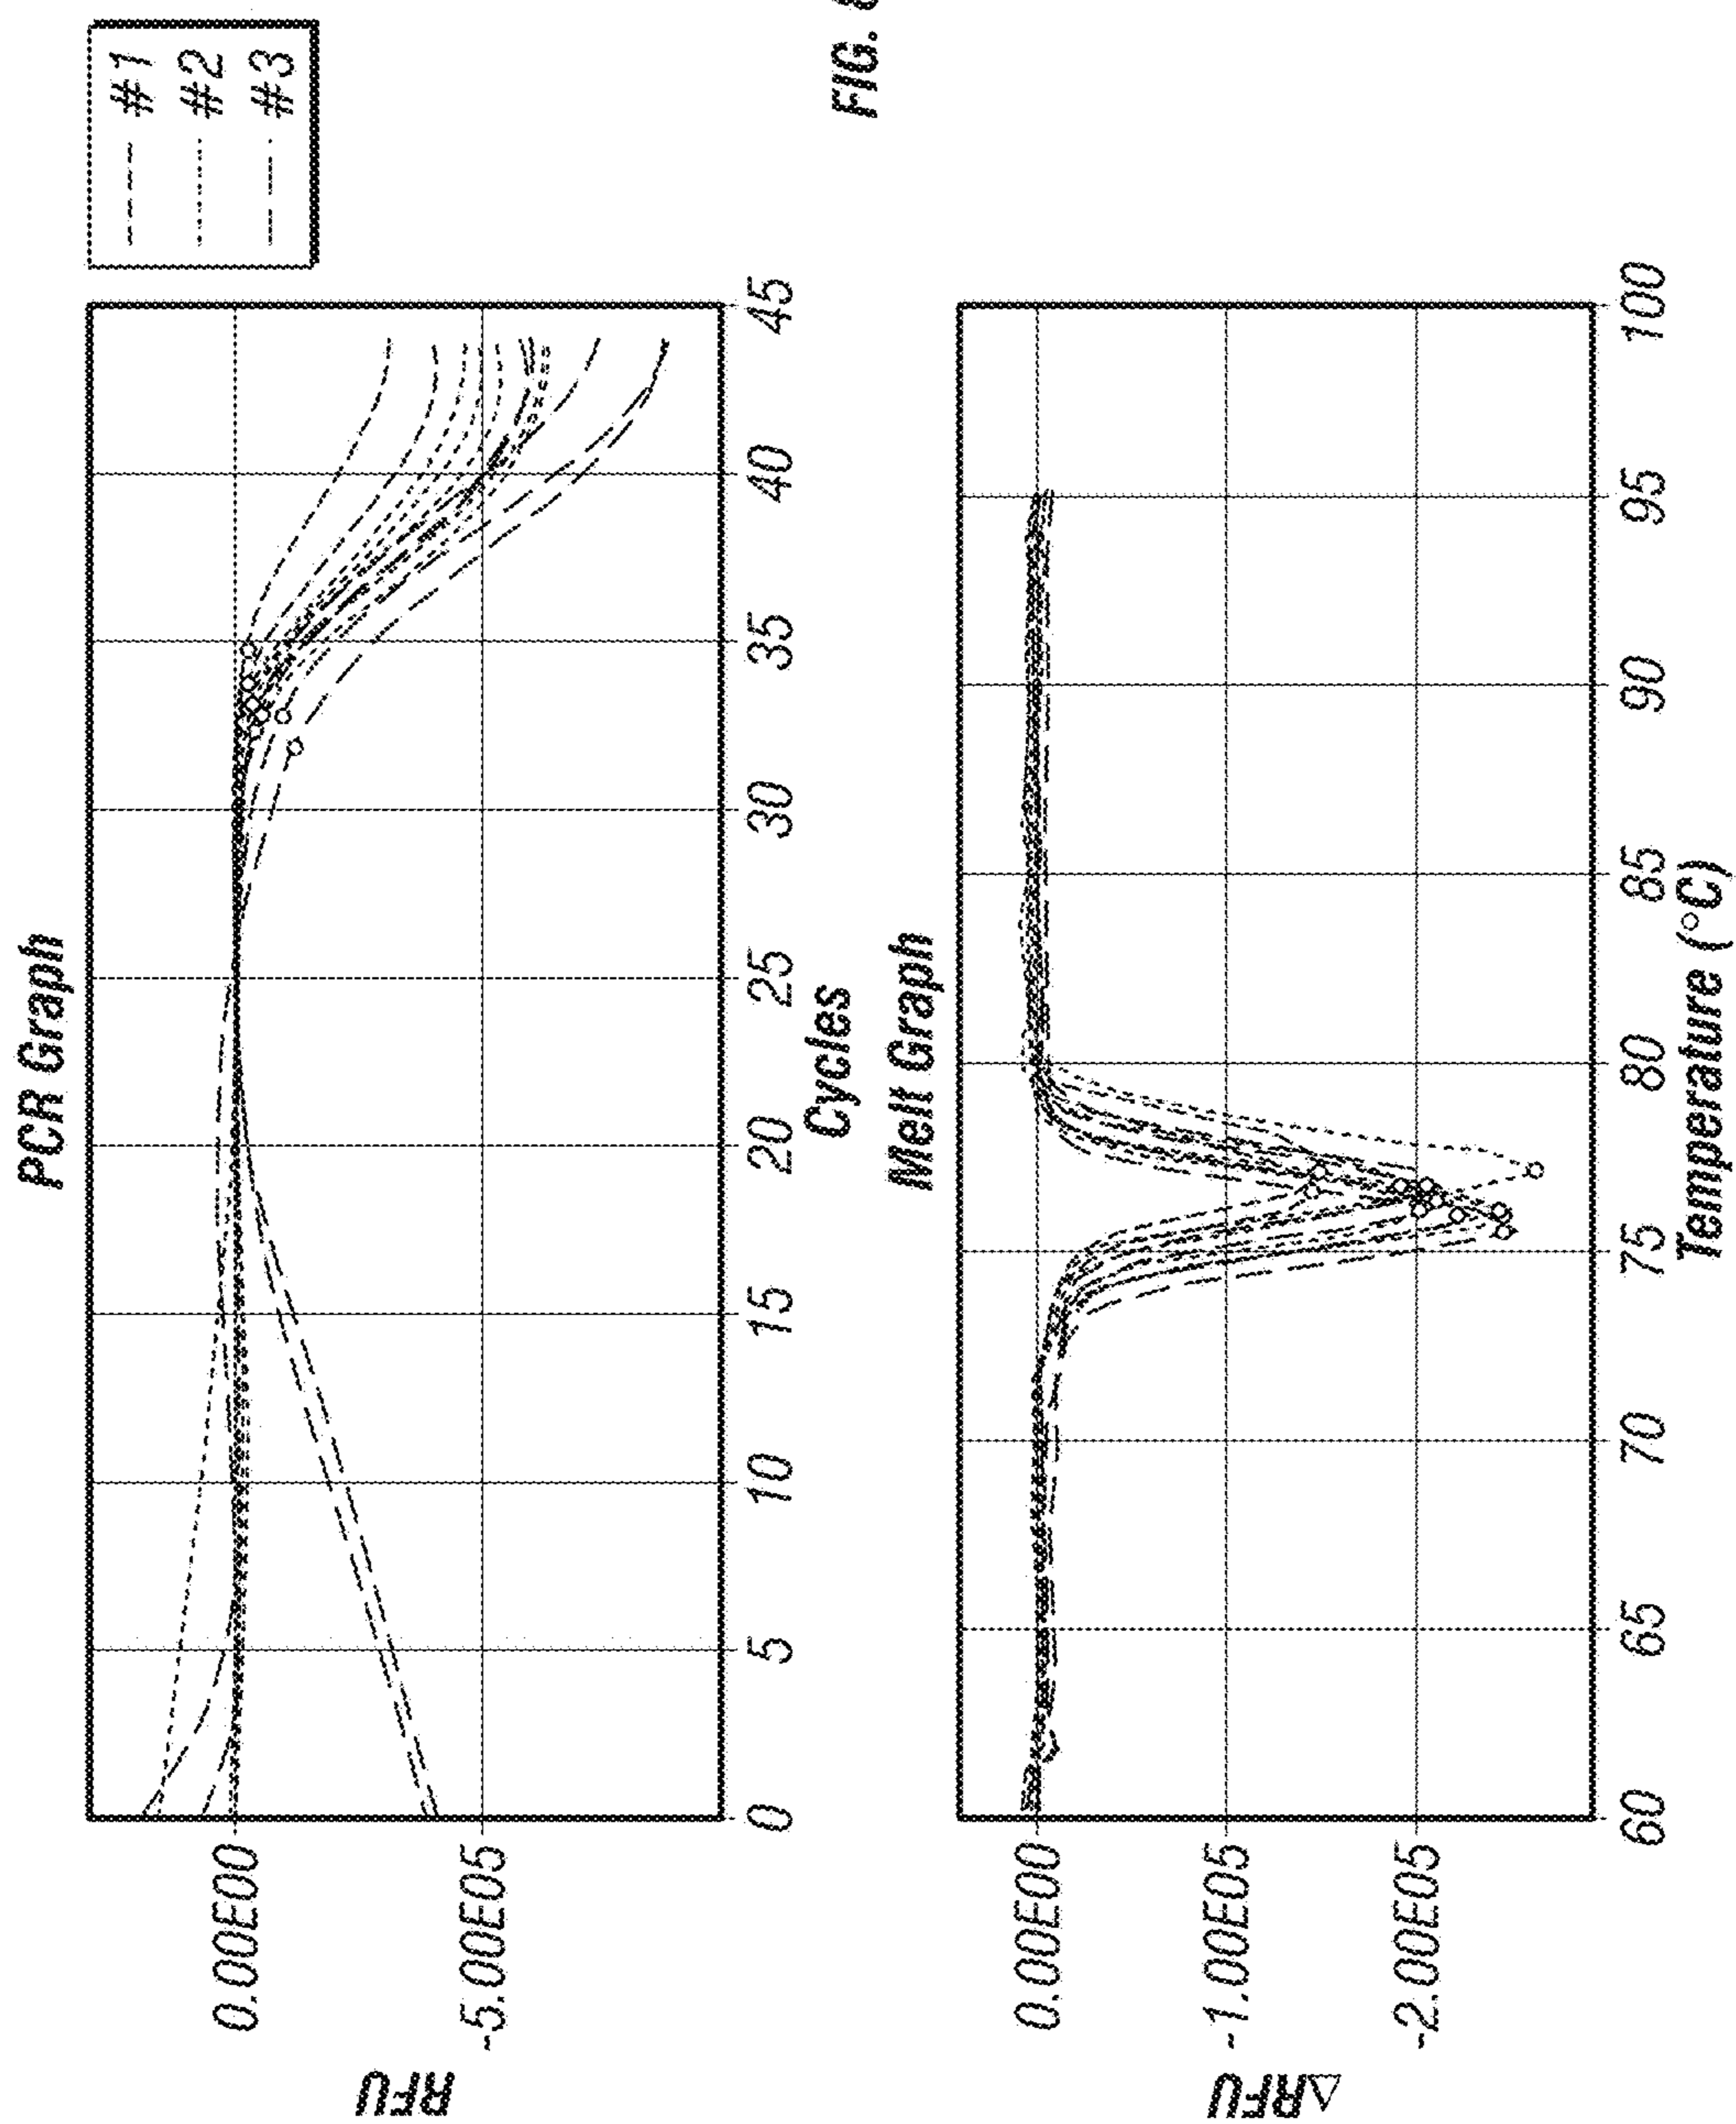 PCR Graph
#1
#2
#3
RFU
0.00E00
-5.00E05
0 5 10 15 20 25 30 35 40 45
Cycles
Melt Graph
ΔRFU
0.00E00
-1.00E05
-2.00E05
60 65 70 75 80 85 90 95 100
Temperature (°C)
FIG.